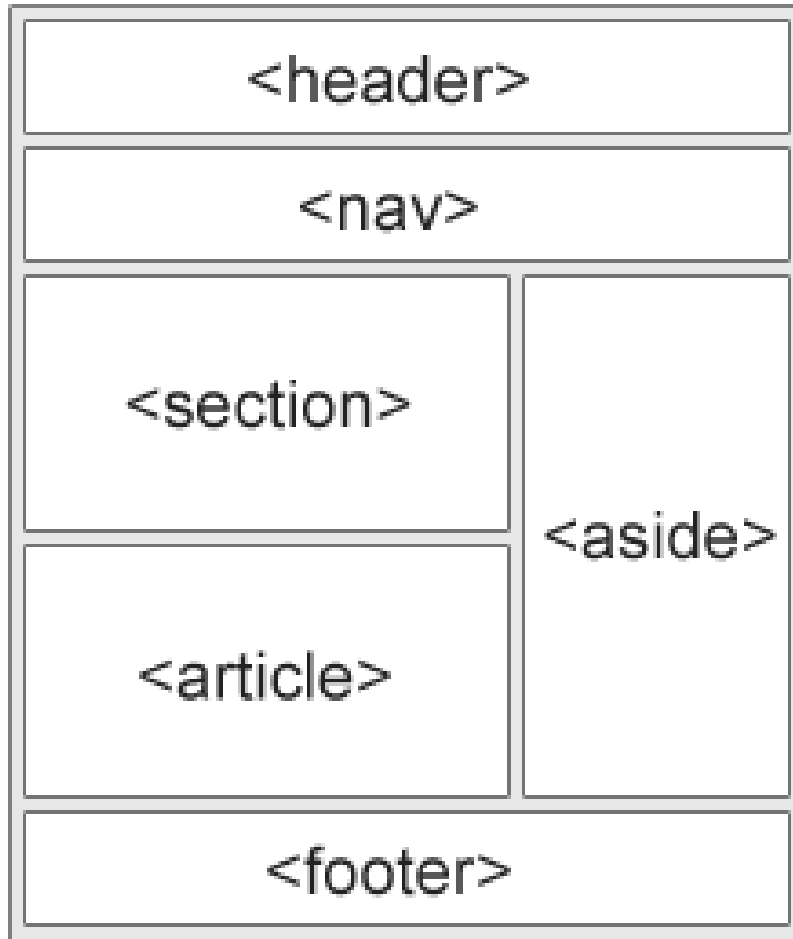 <header>
<nav>
<section>
<aside>
<article>
<footer>